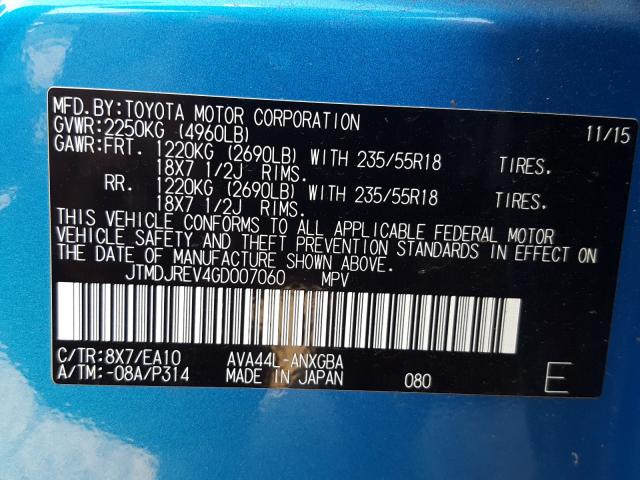 MFD.BY:TOYOTA MOTOR CORPORATION 11/15
GVWR:2250KG (4960LB)
GAWR:FRT. 1220KG (2690LB) WITH 235/55R18 TIRES.
18X7 1/2J RIMS.
RR. 1220KG (2690LB) WITH 235/55R18 TIRES.
18X7 1/2J RIMS.
THIS VEHICLE CONFORMS TO ALL APPLICABLE FEDERAL MOTOR
VEHICLE SAFETY AND THEFT PREVENTION STANDARDS IN EFFECT ON
THE DATE OF MANUFACTURE SHOWN ABOVE.
JTMDJREV4GD007060 MPV
C/TR:8X7/EA10 AVA44L-ANXGBA
A/TM:-08A/P314 MADE IN JAPAN 080 E